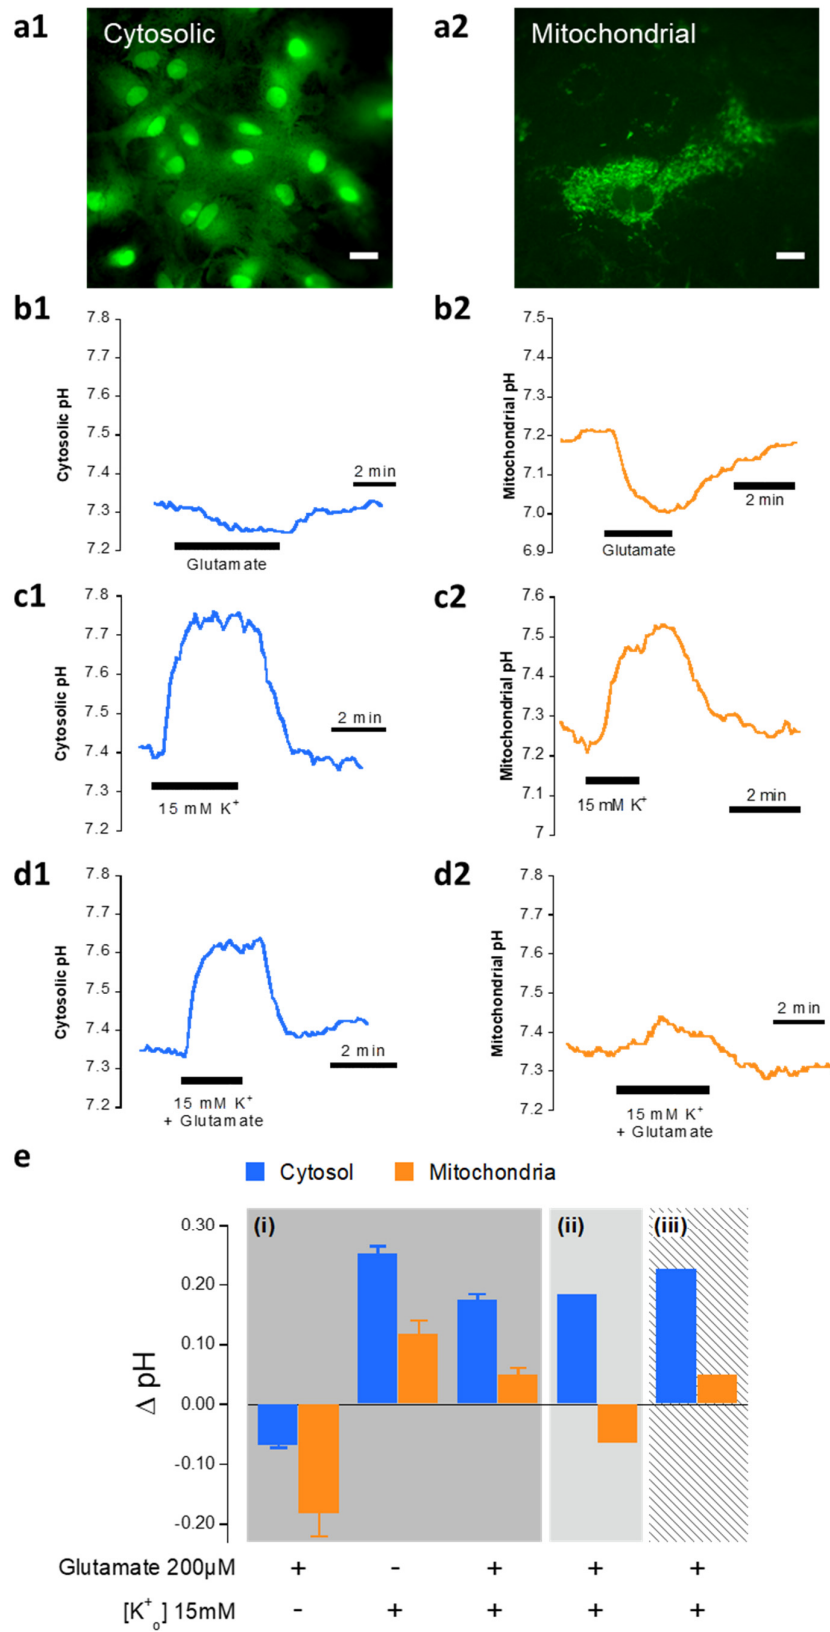 a1 Cytosolic
a2 Mitochondrial
b1
7.8
7.7
7.6
7.5
7.4
7.3
7.2
Cytosolic pH
2 min
Glutamate
b2
7.5
7.4
7.3
7.2
7.1
7.0
6.9
Mitochondrial pH
2 min
Glutamate
c1
7.8
7.7
7.6
7.5
7.4
7.3
7.2
Cytosolic pH
2 min
15 mM K⁺
c2
7.6
7.5
7.4
7.3
7.2
7.1
7
Mitochondrial pH
2 min
15 mM K⁺
d1
7.8
7.7
7.6
7.5
7.4
7.3
7.2
Cytosolic pH
2 min
15 mM K⁺
+ Glutamate
d2
7.8
7.7
7.6
7.5
7.4
7.3
7.2
Mitochondrial pH
2 min
15 mM K⁺
+ Glutamate
e
Cytosol Mitochondria
(i) (ii) (iii)
0.30
0.20
0.10
0.00
-0.10
-0.20
Δ pH
Glutamate 200µM + - + + +
[K⁺ₒ] 15mM - + + + +